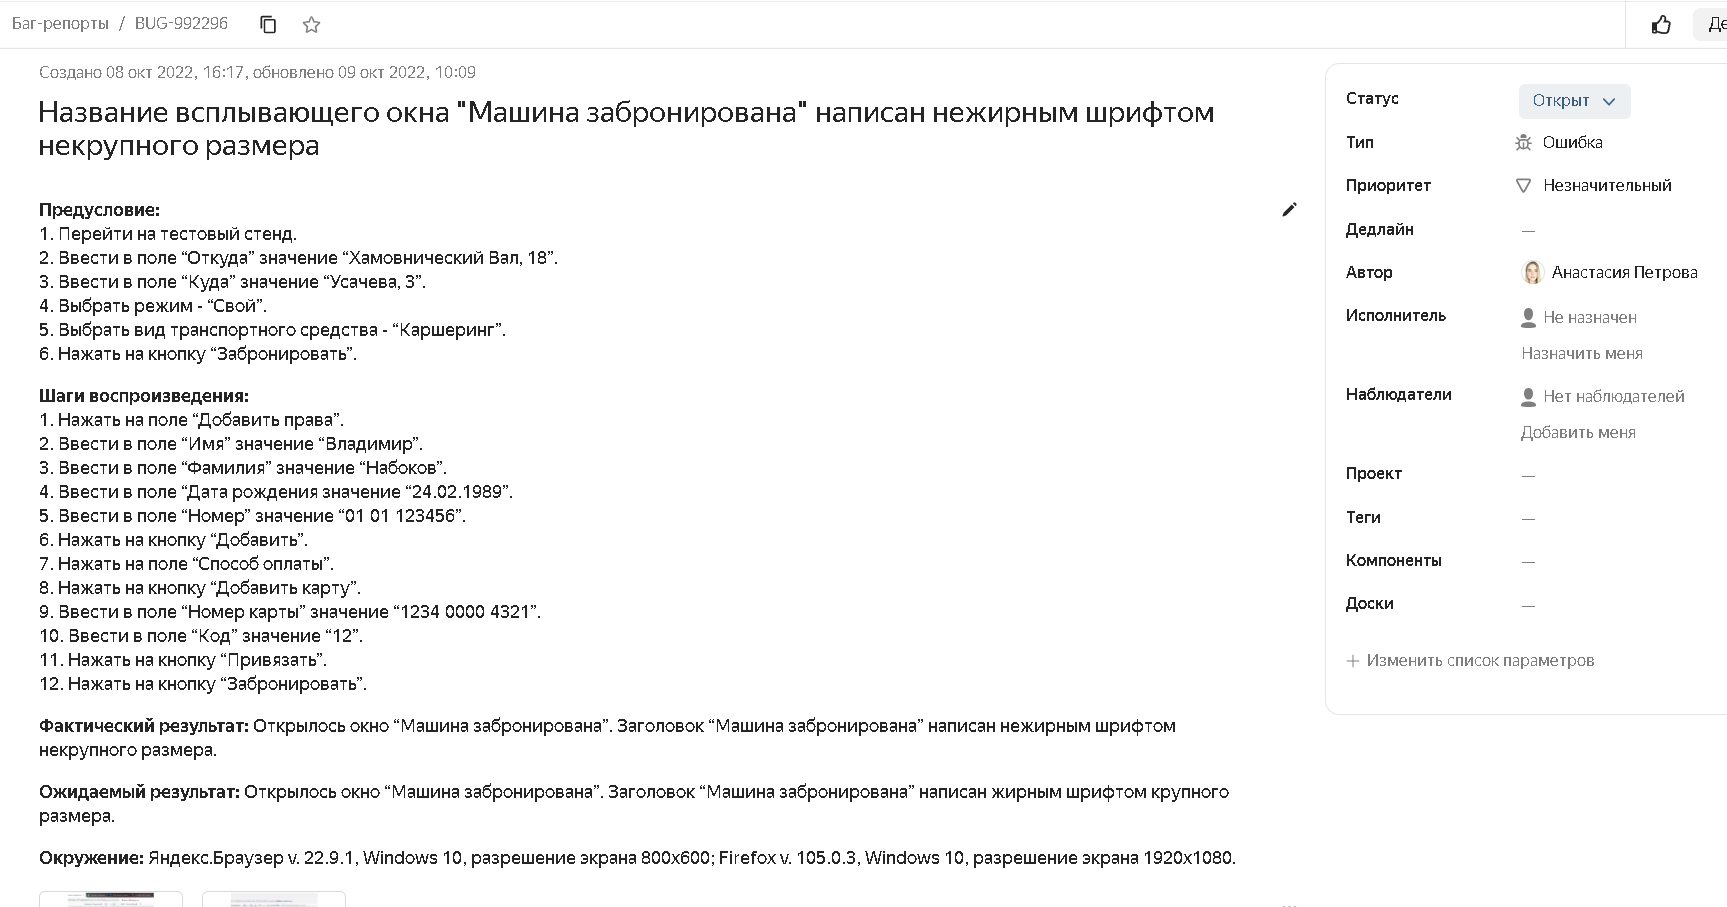 Баг-репорты / BUG-992296
Де
Создано 08 окт 2022, 16:17, обновлено 09 окт 2022, 10:09
Название всплывающего окна "Машина забронирована" написан нежирным шрифтом
некрупного размера
Предусловие:
1. Перейти на тестовый стенд.
2. Ввести в поле “Откуда” значение “Хамовнический Вал, 18”.
3. Ввести в поле “Куда” значение “Усачева, 3”.
4. Выбрать режим - “Свой”.
5. Выбрать вид транспортного средства - “Каршеринг”.
6. Нажать на кнопку “Забронировать”.
Шаги воспроизведения:
1. Нажать на поле “Добавить права”.
2. Ввести в поле “Имя” значение “Владимир”.
3. Ввести в поле “Фамилия” значение “Набоков”.
4. Ввести в поле “Дата рождения значение “24.02.1989”.
5. Ввести в поле “Номер” значение “01 01 123456”.
6. Нажать на кнопку “Добавить”.
7. Нажать на поле “Способ оплаты”.
8. Нажать на кнопку “Добавить карту”.
9. Ввести в поле “Номер карты” значение “1234 0000 4321”.
10. Ввести в поле “Код” значение “12”.
11. Нажать на кнопку “Привязать”.
12. Нажать на кнопку “Забронировать”.
Фактический результат: Открылось окно “Машина забронирована”. Заголовок “Машина забронирована” написан нежирным шрифтом
некрупного размера.
Ожидаемый результат: Открылось окно “Машина забронирована”. Заголовок “Машина забронирована” написан жирным шрифтом крупного
размера.
Окружение: Яндекс.Браузер v. 22.9.1, Windows 10, разрешение экрана 800x600; Firefox v. 105.0.3, Windows 10, разрешение экрана 1920x1080.
Статус Открыт
Тип Ошибка
Приоритет Незначительный
Дедлайн —
Автор Анастасия Петрова
Исполнитель Не назначен
Назначить меня
Наблюдатели Нет наблюдателей
Добавить меня
Проект —
Теги —
Компоненты —
Доски —
+ Изменить список параметров